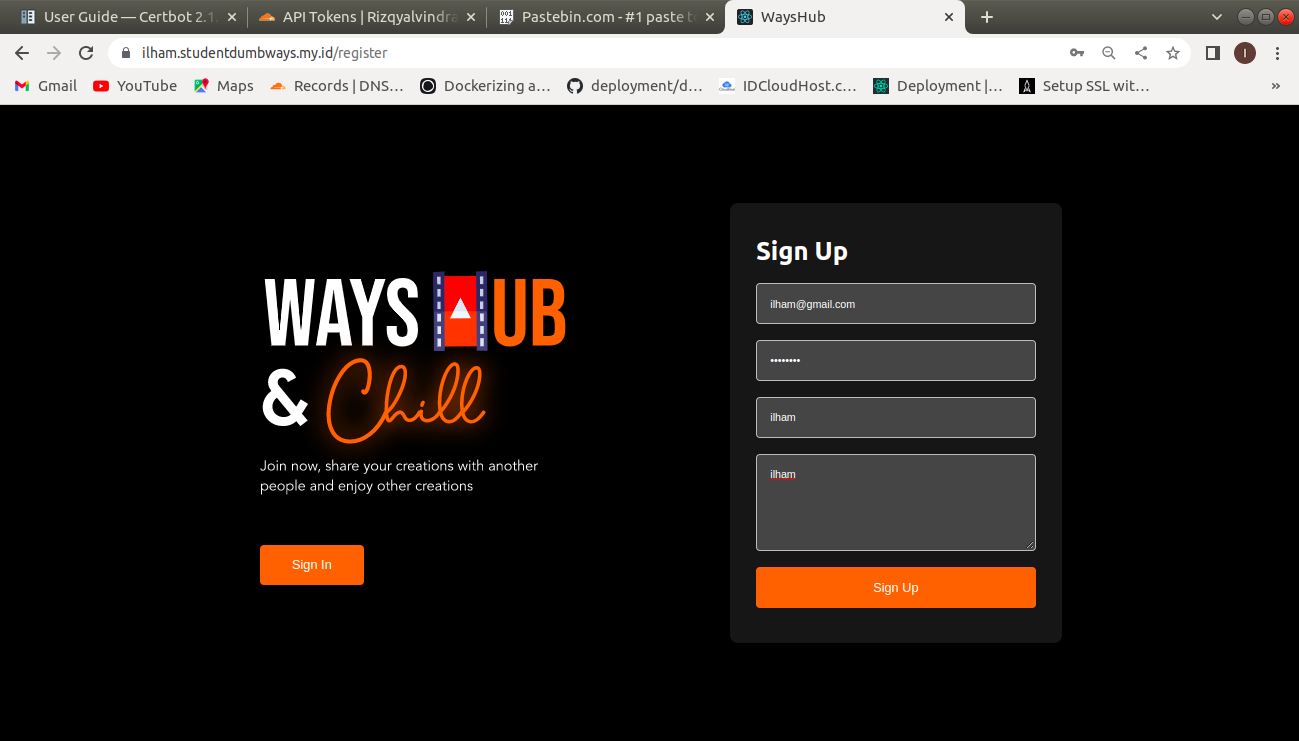 User Guide — Certbot 2.1.
API Tokens | Rizqyalvindra
Pastebin.com - #1 paste to
WaysHub
ilham.studentdumbways.my.id/register
I
Gmail
YouTube
Maps
Records | DNS...
Dockerizing a...
deployment/d...
IDCloudHost.c...
Deployment |...
Setup SSL wit...
»
WAYS HUB
& Chill
Join now, share your creations with another
people and enjoy other creations
Sign In
Sign Up
ilham@gmail.com
••••••••
ilham
ilham
Sign Up